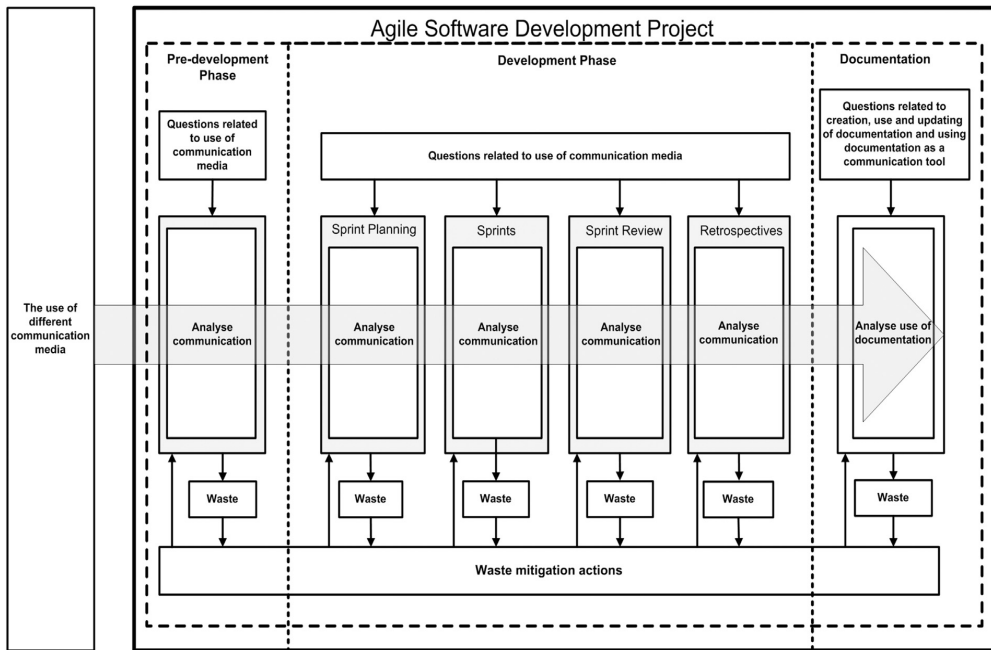 Agile Software Development Project
Pre-development
Phase
Development Phase
Documentation
Questions related
to use of
communication
media
Questions related to use of communication media
Questions related to
creation, use and updating
of documentation and using
documentation as a
communication tool
Sprint Planning
Sprints
Sprint Review
Retrospectives
The use of
different
communication
media
Analyse
communication
Analyse
communication
Analyse
communication
Analyse
communication
Analyse
communication
Analyse use of
documentation
Waste
Waste
Waste
Waste
Waste
Waste
Waste mitigation actions